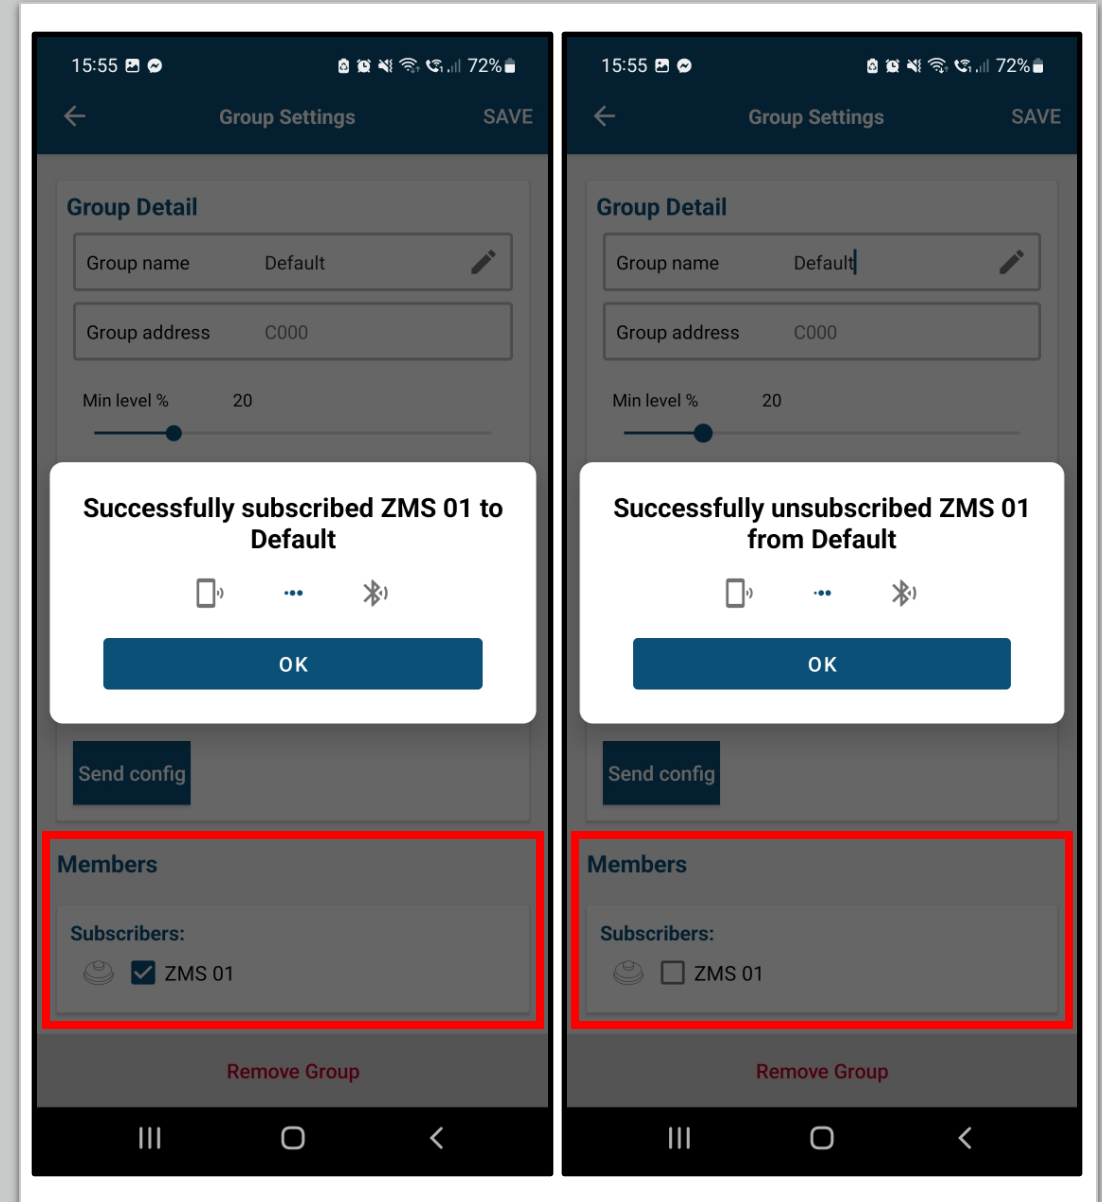 15:55
72%
Group Settings
SAVE
Group Detail
Group name Default
Group address C000
Min level % 20
Successfully subscribed ZMS 01 to
Default
OK
Send config
Members
Subscribers:
ZMS 01
Remove Group
15:55
72%
Group Settings
SAVE
Group Detail
Group name Default
Group address C000
Min level % 20
Successfully unsubscribed ZMS 01
from Default
OK
Send config
Members
Subscribers:
ZMS 01
Remove Group